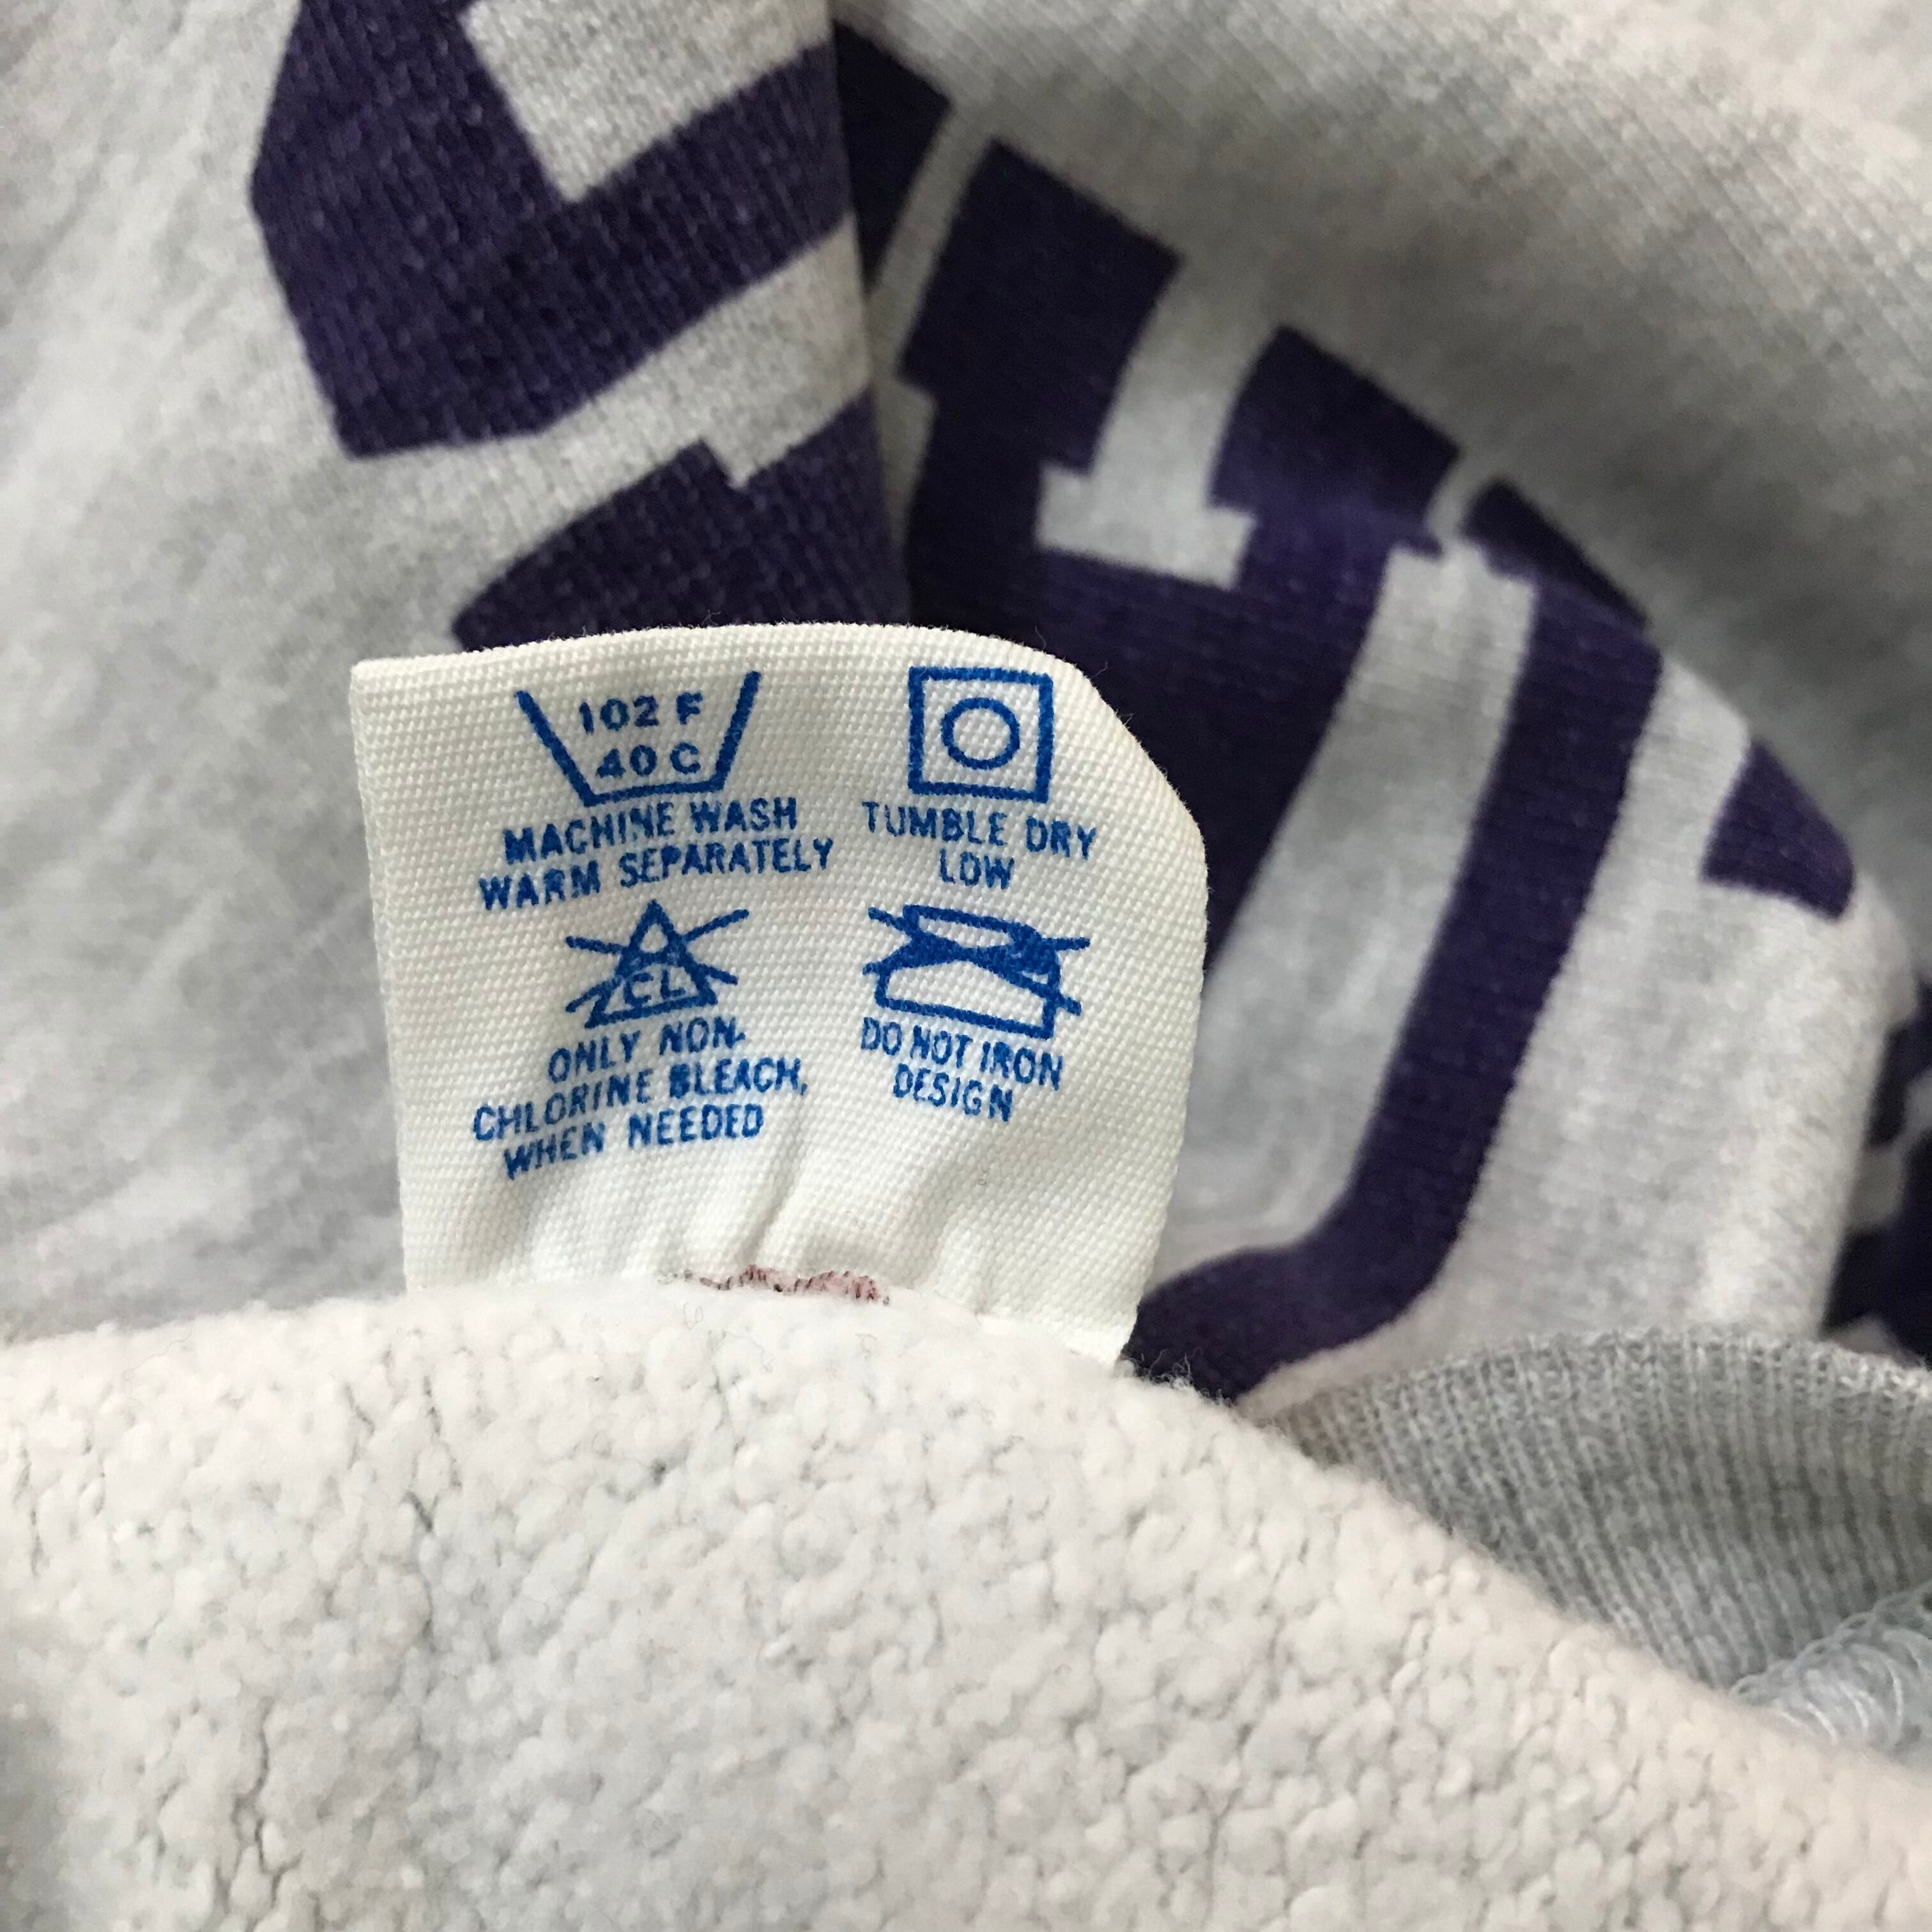 102 F
40 C
MACHINE WASH
WARM SEPARATELY
TUMBLE DRY
LOW
CL
ONLY NON-
CHLORINE BLEACH,
WHEN NEEDED
DO NOT IRON
DESIGN